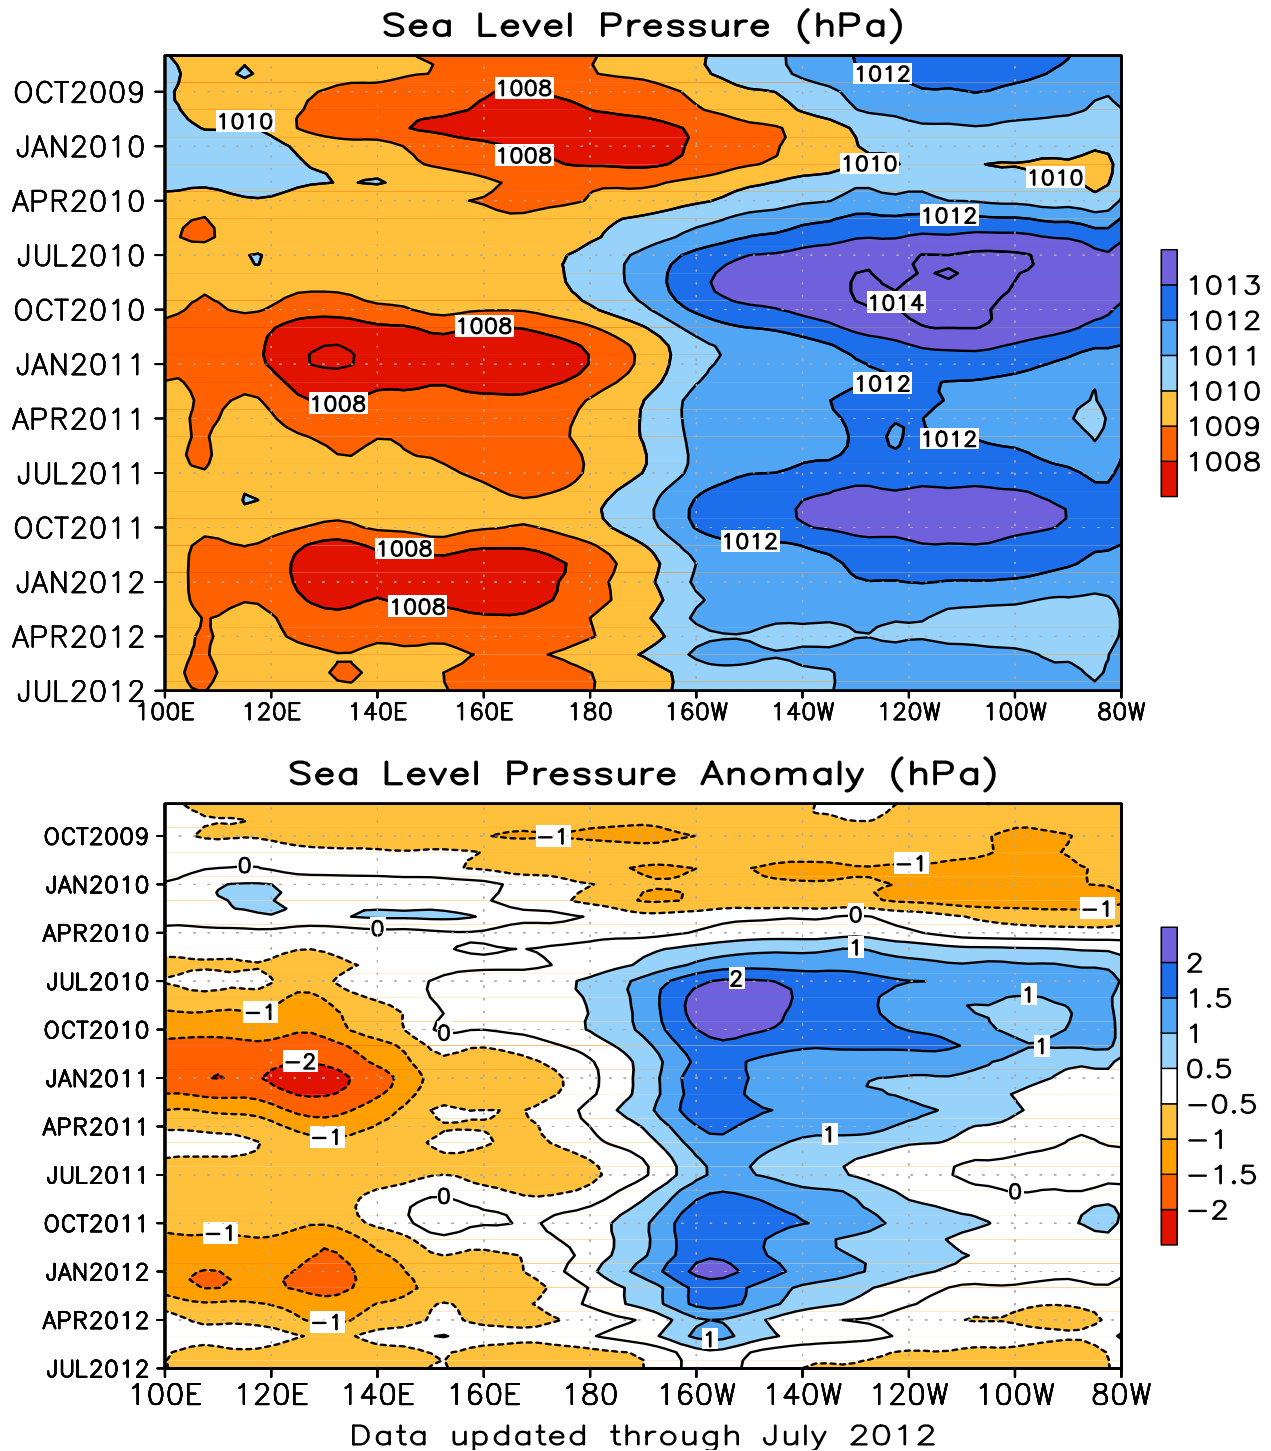 Sea Level Pressure (hPa)
OCT2009
JAN2010
APR2010
JUL2010
OCT2010
JAN2011
APR2011
JUL2011
OCT2011
JAN2012
APR2012
JUL2012
1012
1008
1010
1008
1010
1010
1012
1014
1008
1012
1008
1012
1012
1008
1008
1013
1012
1011
1010
1009
1008
100E 120E 140E 160E 180 160W 140W 120W 100W 80W
Sea Level Pressure Anomaly (hPa)
OCT2009
JAN2010
APR2010
JUL2010
OCT2010
JAN2011
APR2011
JUL2011
OCT2011
JAN2012
APR2012
JUL2012
-1
0
-1
-1
0
0
1
2
1
-1
0
1
-2
-1
1
0
0
-1
-1
1
2
1.5
1
0.5
-0.5
-1
-1.5
-2
100E 120E 140E 160E 180 160W 140W 120W 100W 80W
Data updated through July 2012